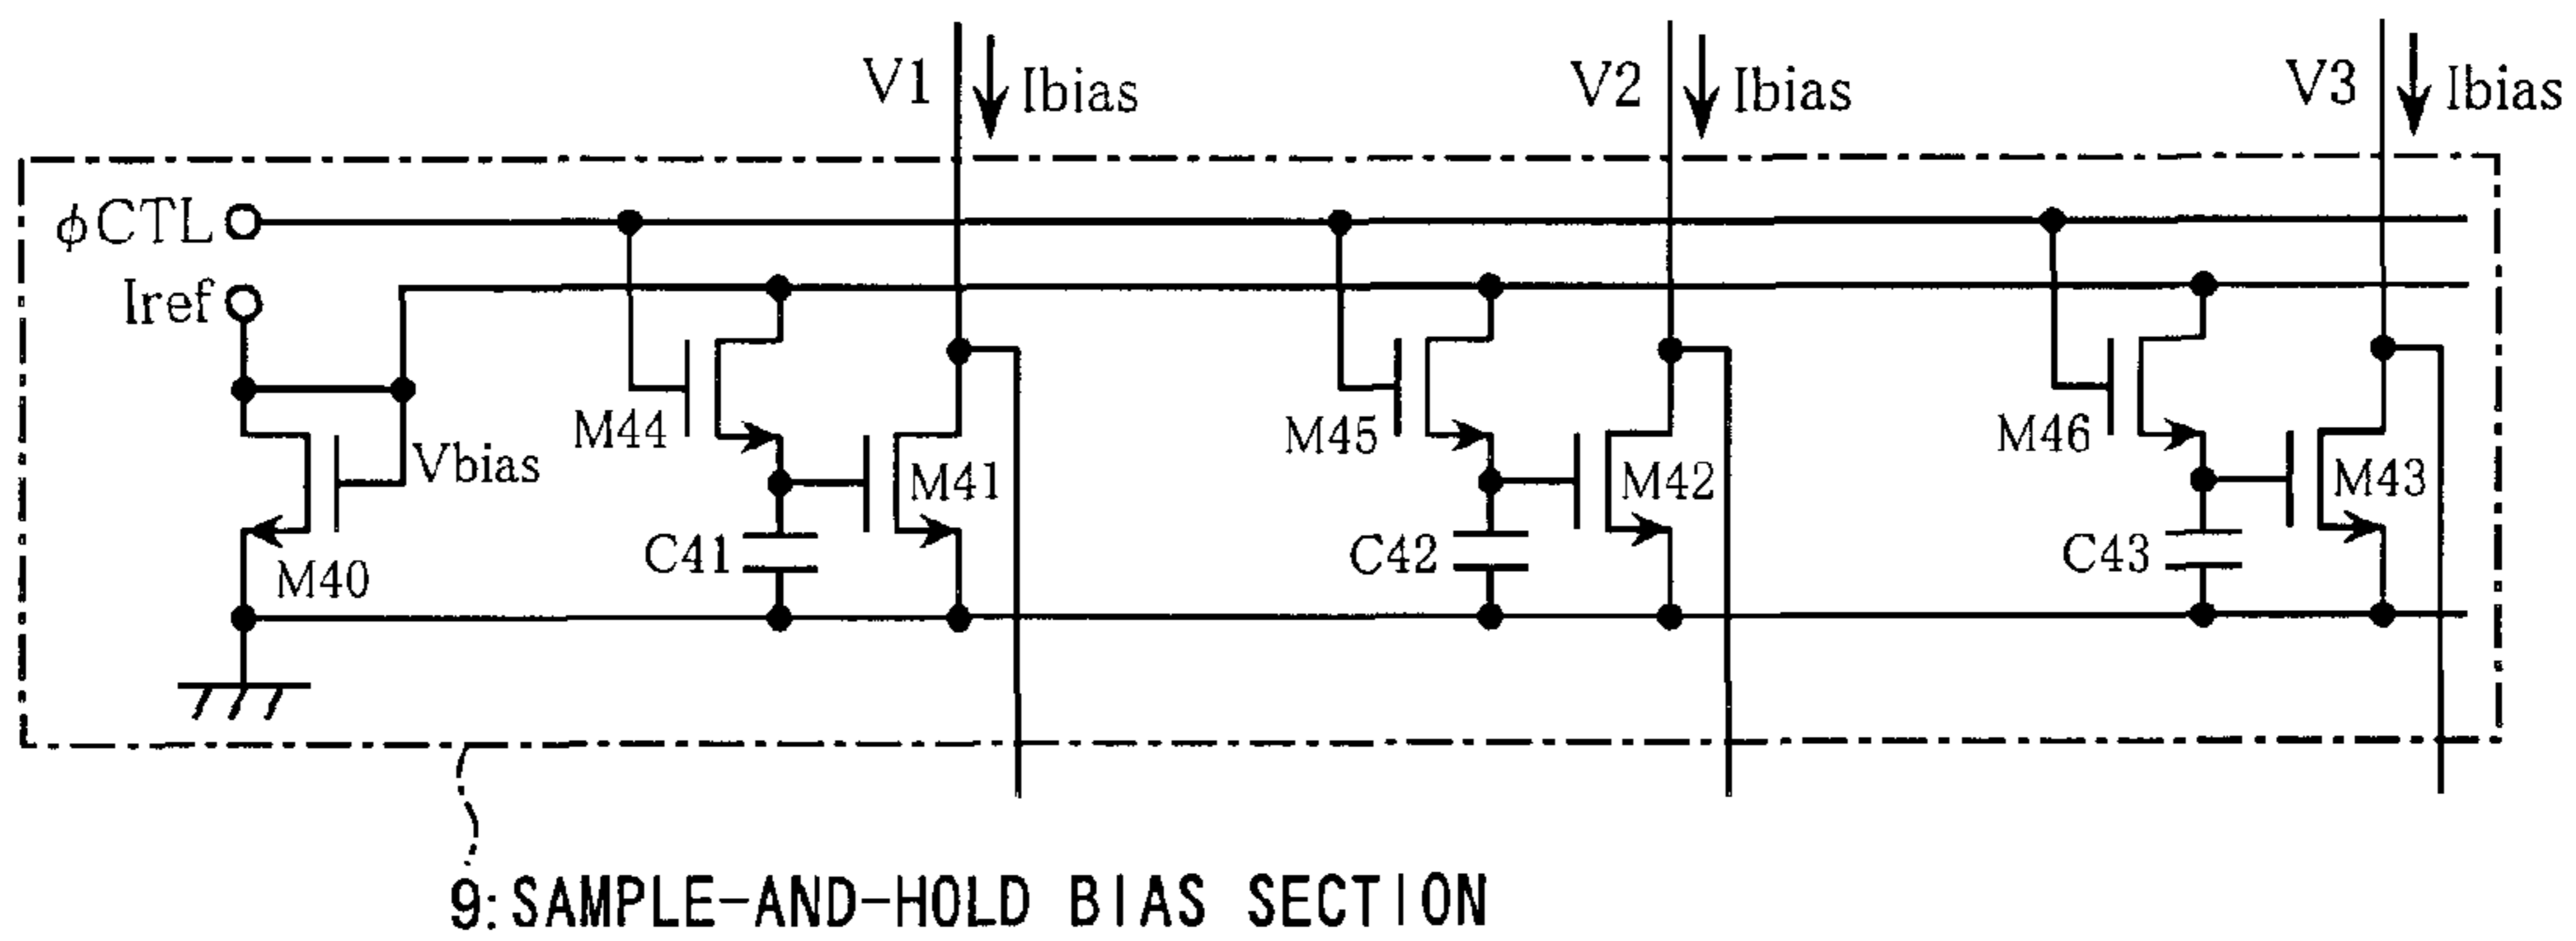 V1 Ibias V2 Ibias V3 Ibias
ϕCTL
Iref
M44 M45 M46
Vbias M41 M42 M43
C41 C42 C43
M40
9:SAMPLE-AND-HOLD BIAS SECTION